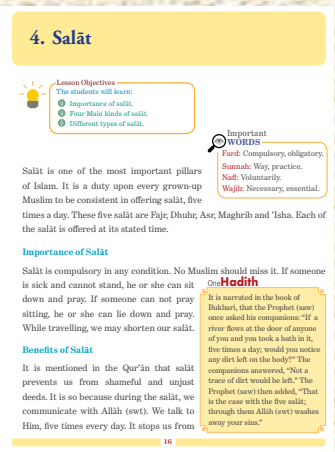 4. Salāt
Lesson Objectives
The students will learn:
Importance of salāt.
Four Main kinds of salāt.
Different types of salāt.
Important
WORDS
Fard: Compulsory, obligatory.
Sunnah: Way, practice.
Nafl: Voluntarily.
Wajib: Necessary, essential.
Salāt is one of the most important pillars
of Islam. It is a duty upon every grown-up
Muslim to be consistent in offering salāt, five
times a day. These five salāt are Fajr, Dhuhr, Asr, Maghrib and 'Isha. Each of
the salāt is offered at its stated time.
Importance of Salāt
Salāt is compulsory in any condition. No Muslim should miss it. If someone
is sick and cannot stand, he or she can sit
down and pray. If someone can not pray
sitting, he or she can lie down and pray.
While travelling, we may shorten our salāt.
Benefits of Salāt
It is mentioned in the Qur'ān that salāt
prevents us from shameful and unjust
deeds. It is so because during the salāt, we
communicate with Allāh (swt). We talk to
Him, five times every day. It stops us from
One Hadith
It is narrated in the book of
Bukhari, that the Prophet (saw)
once asked his companions: "If a
river flows at the door of anyone
of you and you took a bath in it,
five times a day; would you notice
any dirt left on the body?" The
companions answered, "Not a
trace of dirt would be left." The
Prophet (saw) then added, "That
is the case with the five salāt;
through them Allāh (swt) washes
away your sins."
16